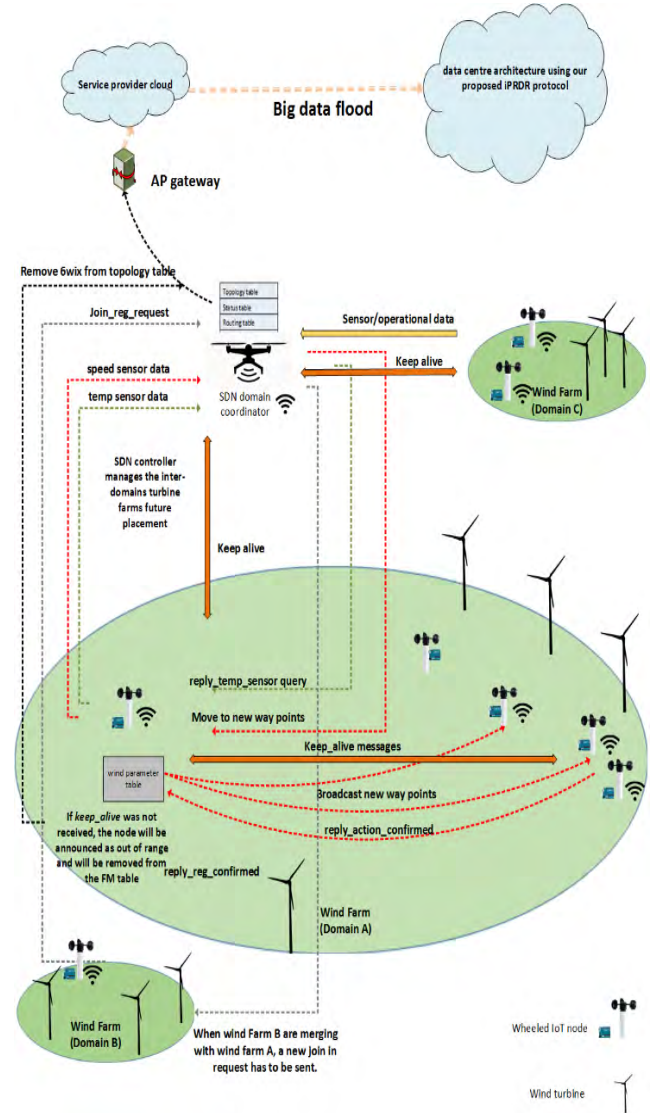 Service provider cloud
data centre architecture using our
proposed iPRDR protocol
Big data flood
AP gateway
Remove 6wix from topology table
Topology table
Status table
Routing table
Join_reg_request
Sensor/operational data
speed sensor data
Keep alive
temp sensor data
SDN domain
coordinator
Wind Farm
(Domain C)
SDN controller
manages the inter-
domains turbine
farms future
placement
Keep alive
reply_temp_sensor query
Move to new way points
Keep_alive messages
wind parameter
table
Broadcast new way points
If keep_alive was not
received, the node will be
announced as out of range
and will be removed from
the FM table
reply_action_confirmed
reply_reg_confirmed
Wind Farm
(Domain A)
Wind Farm
(Domain B)
When wind Farm B are merging
with wind farm A, a new join in
request has to be sent.
Wheeled IoT node
Wind turbine